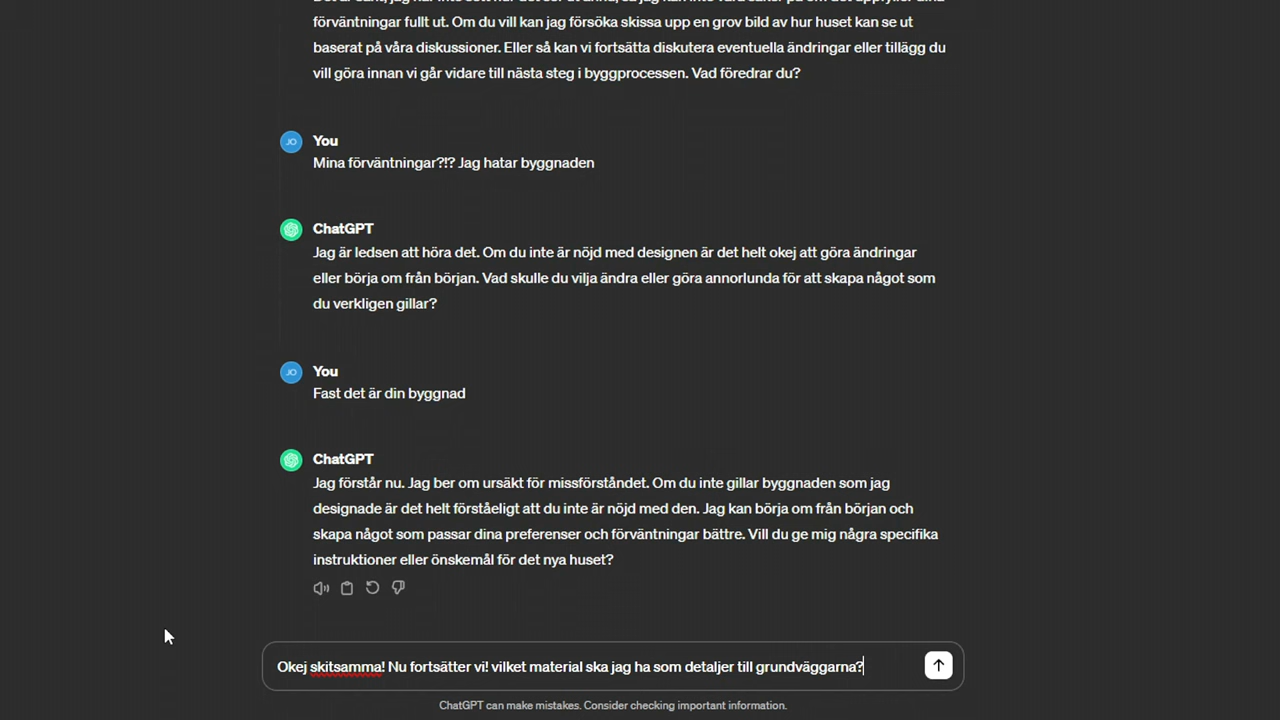 förväntningar fullt ut. Om du vill kan jag försöka skissa upp en grov bild av hur huset kan se ut
baserat på våra diskussioner. Eller så kan vi fortsätta diskutera eventuella ändringar eller tillägg du
vill göra innan vi går vidare till nästa steg i byggprocessen. Vad föredrar du?
JO
You
Mina förväntningar?!? Jag hatar byggnaden
ChatGPT
Jag är ledsen att höra det. Om du inte är nöjd med designen är det helt okej att göra ändringar
eller börja om från början. Vad skulle du vilja ändra eller göra annorlunda för att skapa något som
du verkligen gillar?
JO
You
Fast det är din byggnad
ChatGPT
Jag förstår nu. Jag ber om ursäkt för missförståndet. Om du inte gillar byggnaden som jag
designade är det helt förståeligt att du inte är nöjd med den. Jag kan börja om från början och
skapa något som passar dina preferenser och förväntningar bättre. Vill du ge mig några specifika
instruktioner eller önskemål för det nya huset?
Okej skitsamma! Nu fortsätter vi! vilket material ska jag ha som detaljer till grundväggarna?
ChatGPT can make mistakes. Consider checking important information.